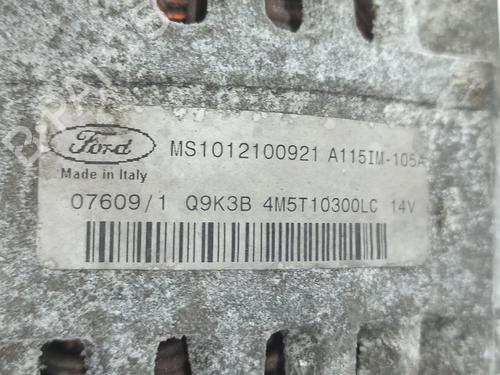 Ford
MS1012100921 A115IM-105A
Made in Italy
07609/1 Q9K3B 4M5T10300LC 14V